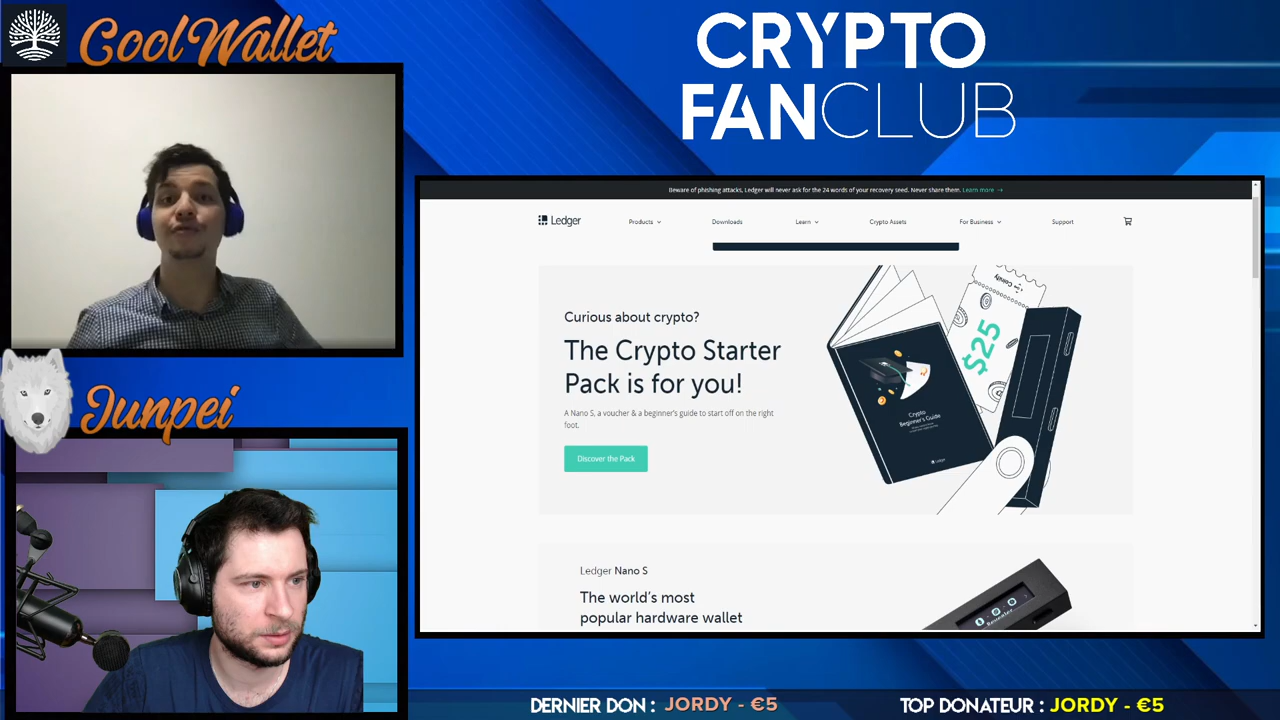 CoolWallet
CRYPTO
FANCLUB
Beware of phishing attacks, Ledger will never ask for the 24 words of your recovery seed. Never share them. Learn more →
Ledger
Products
Downloads
Learn
Crypto Assets
For Business
Support
Curious about crypto?
The Crypto Starter
Pack is for you!
A Nano S, a voucher & a beginner's guide to start off on the right
foot.
Discover the Pack
$25
Crypto
Beginner's Guide
Ledger Nano S
The world's most
popular hardware wallet
Junpei
DERNIER DON : JORDY - €5
TOP DONATEUR : JORDY - €5